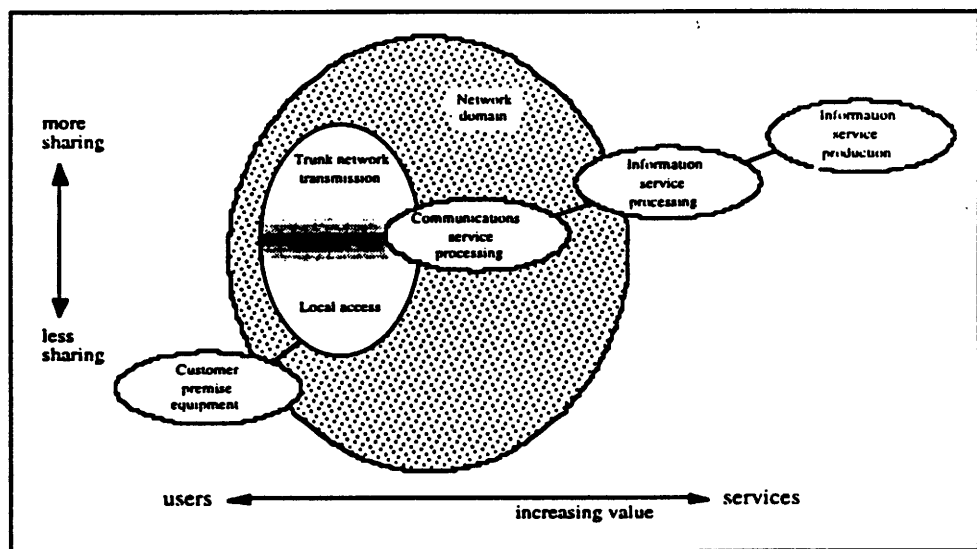 Network
domain
Information
service
production
more
sharing
Trunk network
transmission
Information
service
processing
Communications
service
processing
Local access
less
sharing
Customer
premise
equipment
users
services
increasing value